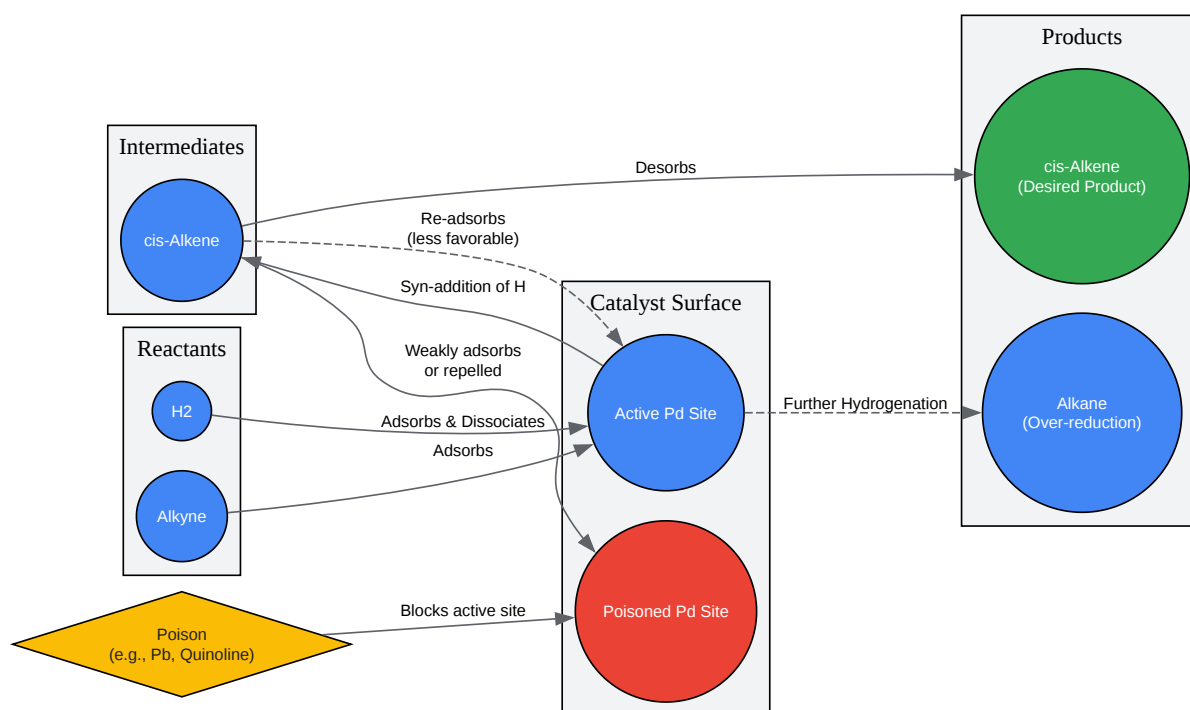 Products
cis-Alkene
(Desired Product)
Intermediates
Desorbs
cis-Alkene
Re-adsorbs
(less favorable)
Syn-addition of H
Catalyst Surface
Reactants
Weakly adsorbs
or repelled
H2
Adsorbs & Dissociates
Active Pd Site
Further Hydrogenation
Alkane
(Over-reduction)
Adsorbs
Alkyne
Blocks active site
Poisoned Pd Site
Poison
(e.g., Pb, Quinoline)